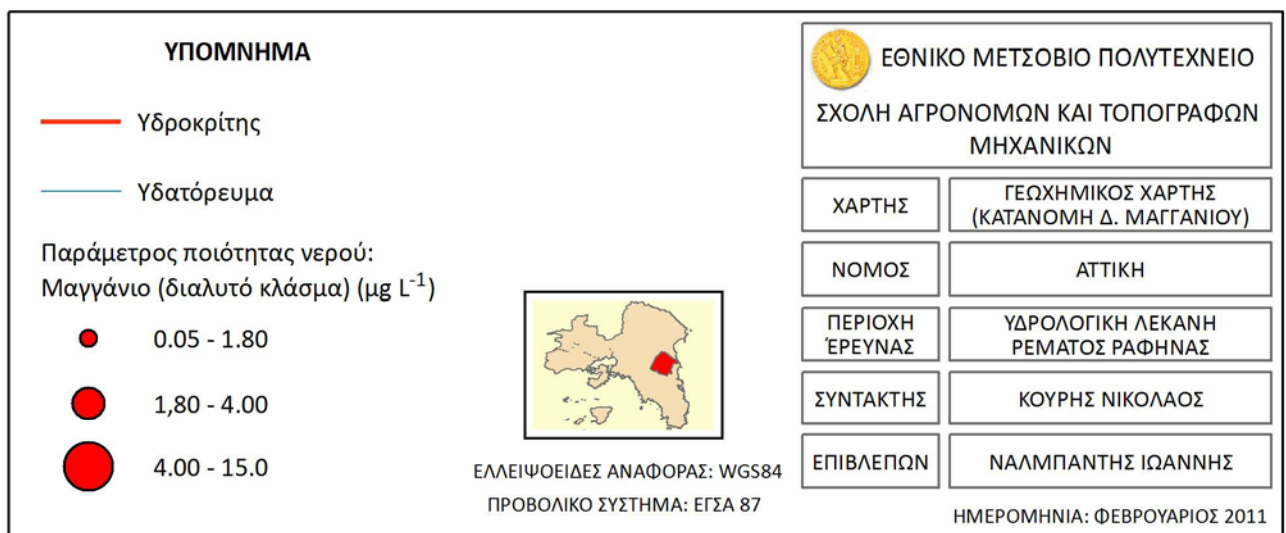 ΥΠΟΜΝΗΜΑ
Υδροκρίτης
Υδατόρευμα
Παράμετρος ποιότητας νερού:
Μαγγάνιο (διαλυτό κλάσμα) (μg L⁻¹)
0.05 - 1.80
1,80 - 4.00
4.00 - 15.0
ΕΛΛΕΙΨΟΕΙΔΕΣ ΑΝΑΦΟΡΑΣ: WGS84
ΠΡΟΒΟΛΙΚΟ ΣΥΣΤΗΜΑ: ΕΓΣΑ 87
ΕΘΝΙΚΟ ΜΕΤΣΟΒΙΟ ΠΟΛΥΤΕΧΝΕΙΟ
ΣΧΟΛΗ ΑΓΡΟΝΟΜΩΝ ΚΑΙ ΤΟΠΟΓΡΑΦΩΝ
ΜΗΧΑΝΙΚΩΝ
ΧΑΡΤΗΣ
ΓΕΩΧΗΜΙΚΟΣ ΧΑΡΤΗΣ
(ΚΑΤΑΝΟΜΗ Δ. ΜΑΓΓΑΝΙΟΥ)
ΝΟΜΟΣ
ΑΤΤΙΚΗ
ΠΕΡΙΟΧΗ
ΈΡΕΥΝΑΣ
ΥΔΡΟΛΟΓΙΚΗ ΛΕΚΑΝΗ
ΡΕΜΑΤΟΣ ΡΑΦΗΝΑΣ
ΣΥΝΤΑΚΤΗΣ
ΚΟΥΡΗΣ ΝΙΚΟΛΑΟΣ
ΕΠΙΒΛΕΠΩΝ
ΝΑΛΜΠΑΝΤΗΣ ΙΩΑΝΝΗΣ
ΗΜΕΡΟΜΗΝΙΑ: ΦΕΒΡΟΥΑΡΙΟΣ 2011